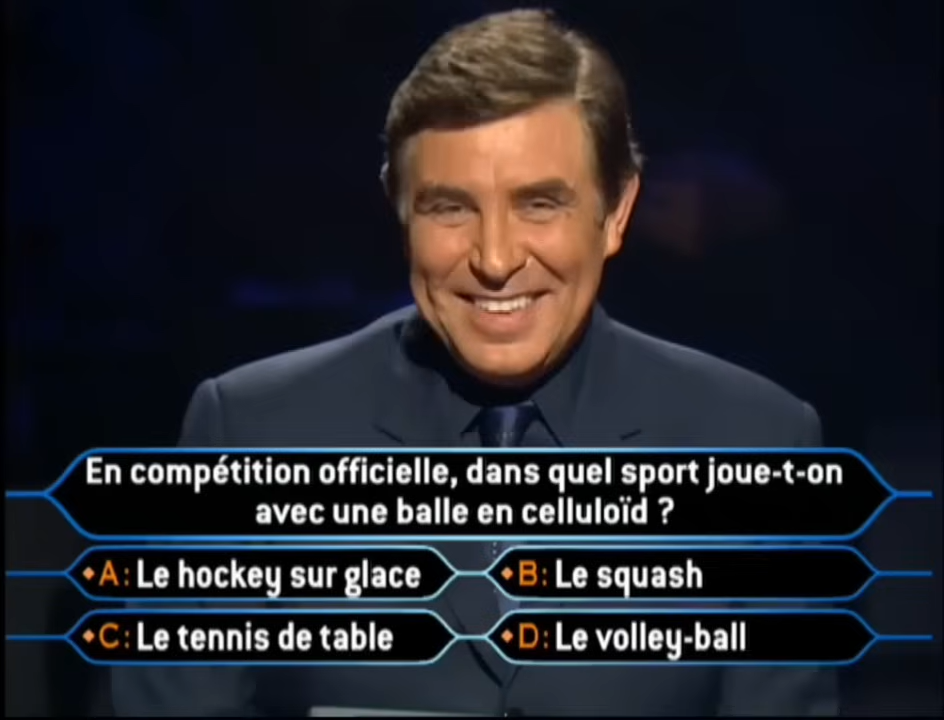 En compétition officielle, dans quel sport joue-t-on
avec une balle en celluloïd ?
A: Le hockey sur glace
B: Le squash
C: Le tennis de table
D: Le volley-ball